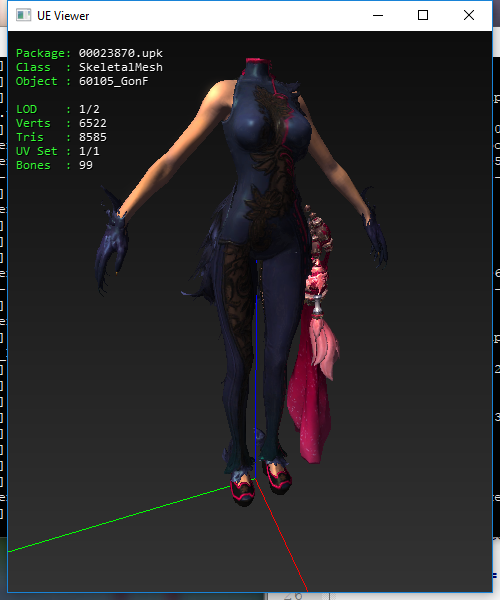 UE Viewer
Package: 00023870.upk
Class  : SkeletalMesh
Object : 60105_GonF
LOD    : 1/2
Verts  : 6522
Tris   : 8585
UV Set : 1/1
Bones  : 99